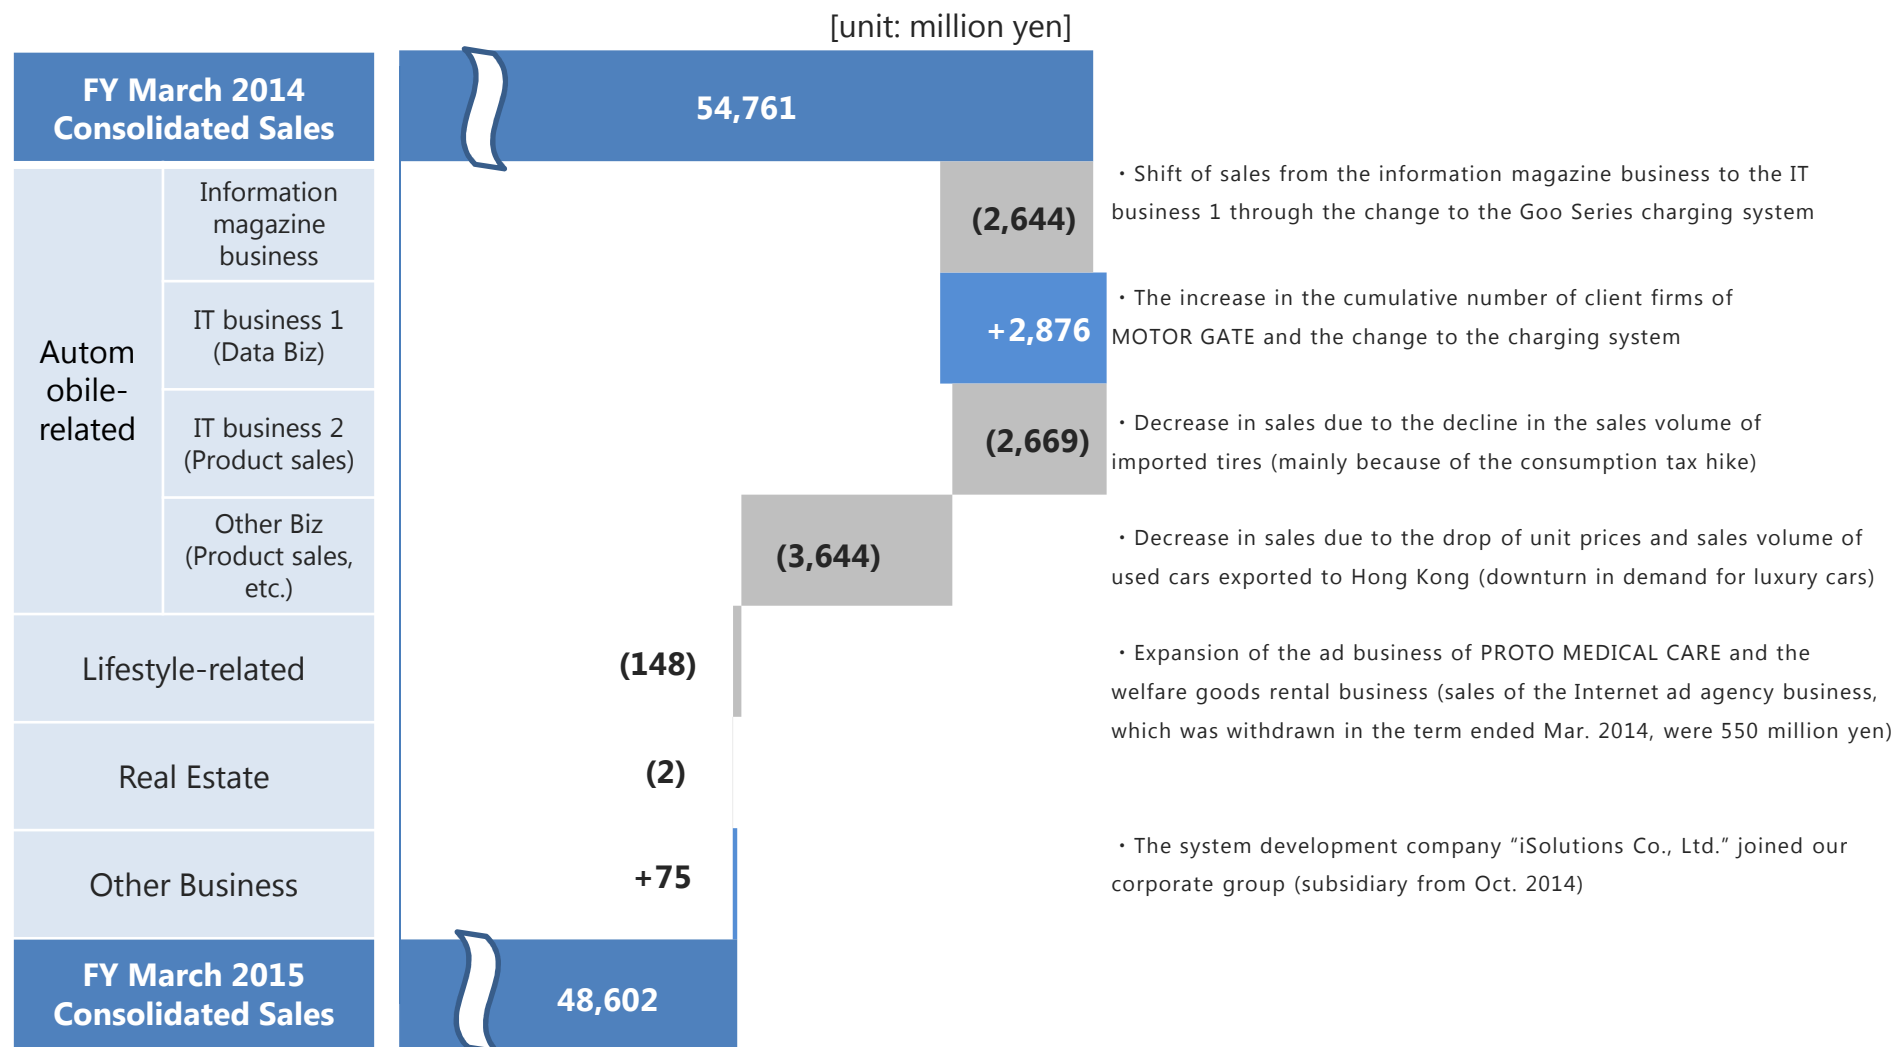 [unit: million yen]
FY March 2014
Consolidated Sales
54,761
Autom
obile-
related
Information
magazine
business
(2,644)
・Shift of sales from the information magazine business to the IT
business 1 through the change to the Goo Series charging system
IT business 1
(Data Biz)
+2,876
・The increase in the cumulative number of client firms of
MOTOR GATE and the change to the charging system
IT business 2
(Product sales)
(2,669)
・Decrease in sales due to the decline in the sales volume of
imported tires (mainly because of the consumption tax hike)
Other Biz
(Product sales,
etc.)
(3,644)
・Decrease in sales due to the drop of unit prices and sales volume of
used cars exported to Hong Kong (downturn in demand for luxury cars)
Lifestyle-related
(148)
・Expansion of the ad business of PROTO MEDICAL CARE and the
welfare goods rental business (sales of the Internet ad agency business,
which was withdrawn in the term ended Mar. 2014, were 550 million yen)
Real Estate
(2)
Other Business
+75
・The system development company “iSolutions Co., Ltd.” joined our
corporate group (subsidiary from Oct. 2014)
FY March 2015
Consolidated Sales
48,602